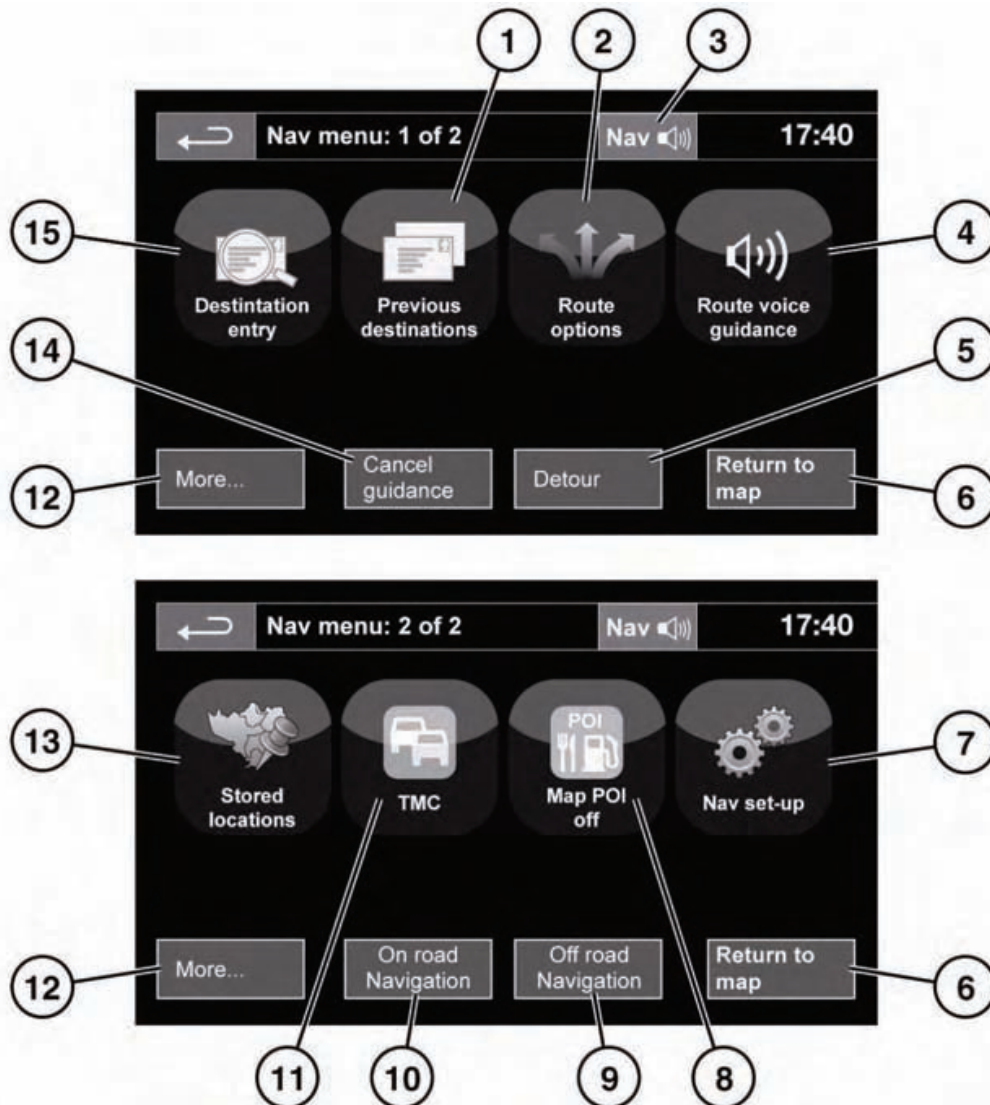 1 2 3
Nav menu: 1 of 2 Nav 17:40
15 4
Destintation entry
Previous destinations
Route options
Route voice guidance
14 5
More...
Cancel guidance
Detour
Return to map
12 6
Nav menu: 2 of 2 Nav 17:40
13 7
Stored locations
TMC
POI
Map POI off
Nav set-up
More...
On road Navigation
Off road Navigation
Return to map
12 6
11 10 9 8